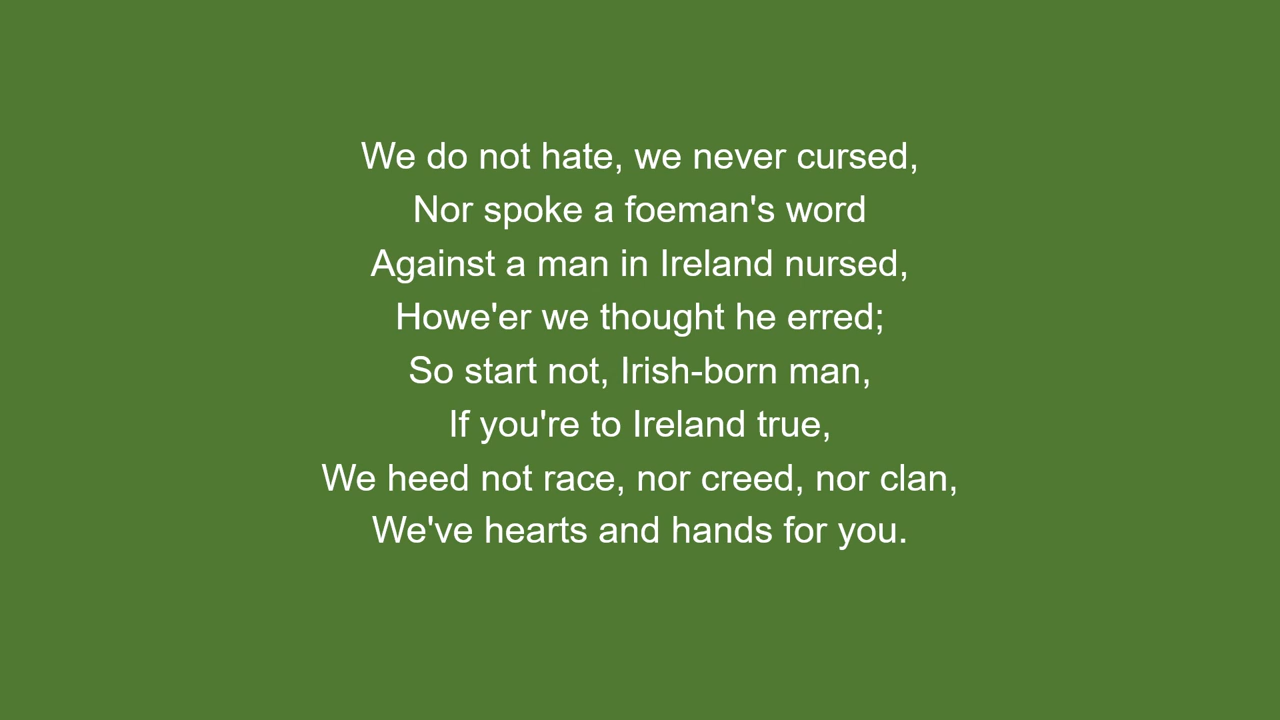 We do not hate, we never cursed,
Nor spoke a foeman's word
Against a man in Ireland nursed,
Howe'er we thought he erred;
So start not, Irish-born man,
If you're to Ireland true,
We heed not race, nor creed, nor clan,
We've hearts and hands for you.